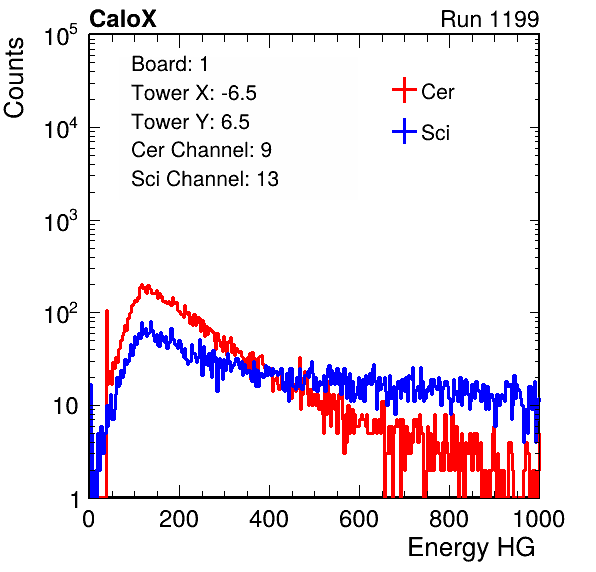 CaloX Run 1199
Counts
Board: 1
Tower X: -6.5
Tower Y: 6.5
Cer Channel: 9
Sci Channel: 13
Cer
Sci
10^5
10^4
10^3
10^2
10
1
0 200 400 600 800 1000
Energy HG